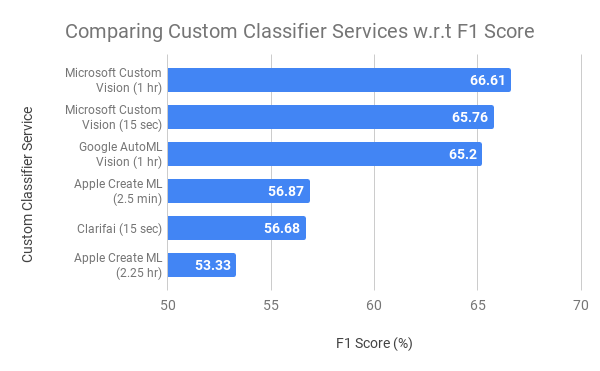 Comparing Custom Classifier Services w.r.t F1 Score
Custom Classifier Service
Microsoft Custom
Vision (1 hr)
66.61
Microsoft Custom
Vision (15 sec)
65.76
Google AutoML
Vision (1 hr)
65.2
Apple Create ML
(2.5 min)
56.87
Clarifai (15 sec)
56.68
Apple Create ML
(2.25 hr)
53.33
50 55 60 65 70
F1 Score (%)